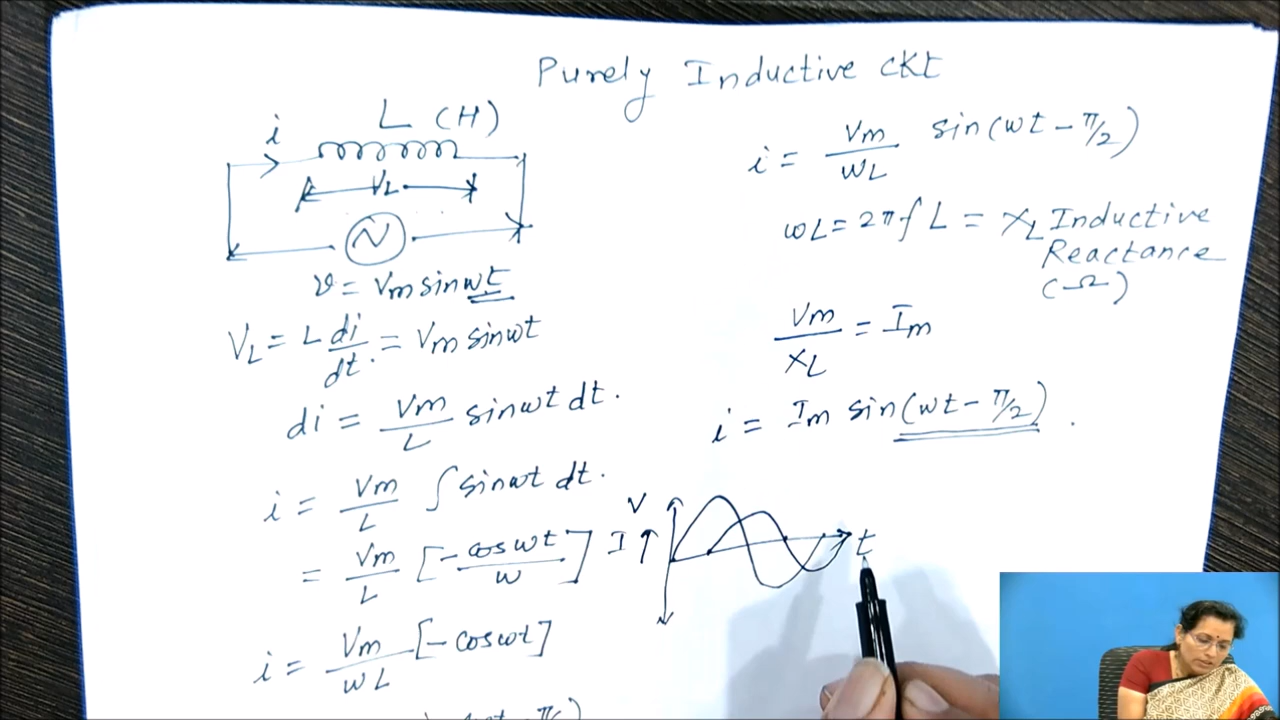 Purely Inductive ckt
L (H)
i
VL
v = Vm sinωt
VL = L di/dt. = Vm sinωt
di = Vm/L sinωt dt.
i = Vm/L ∫ sinωt dt.
= Vm/L [-cosωt/ω]
i = Vm/ωL [-cosωt]
i = Vm/ωL sin(ωt - π/2)
ωL = 2πf L = XL Inductive
Reactance
(Ω)
Vm/XL = Im
i = Im sin(ωt - π/2).
V
I
t